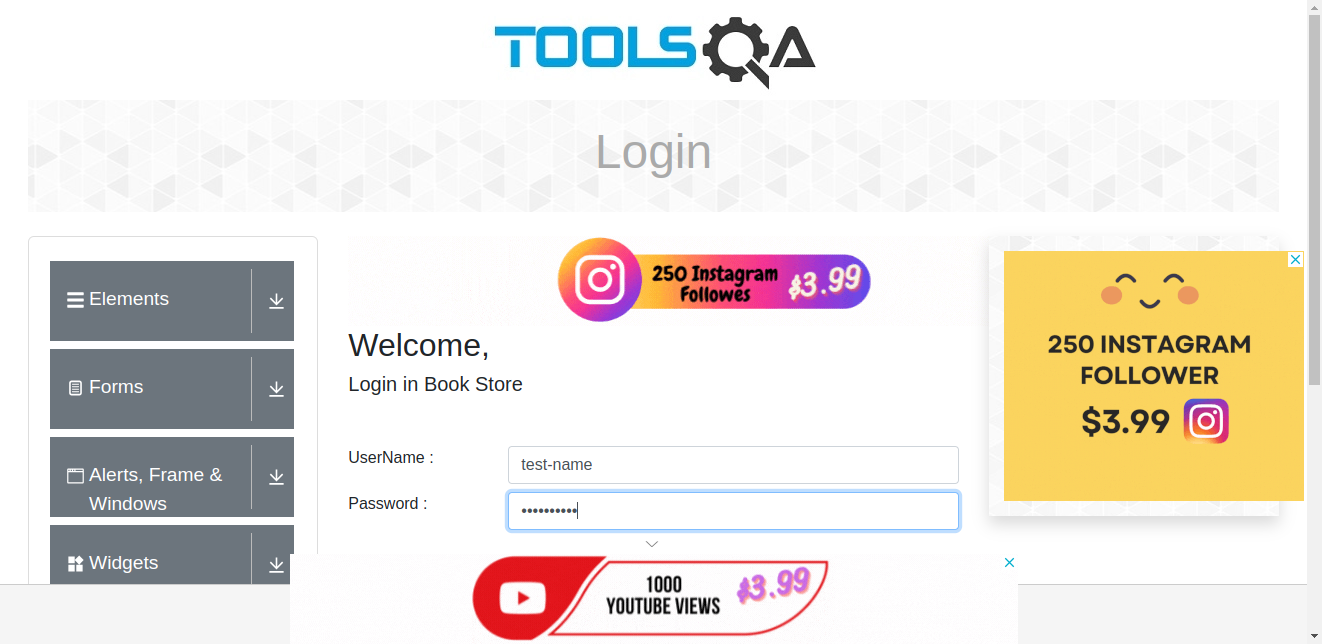 TOOLSQA
Login
Elements
Forms
Alerts, Frame &
Windows
Widgets
250 Instagram
Followes
$3.99
Welcome,
Login in Book Store
UserName :
test-name
Password :
••••••••••
250 INSTAGRAM
FOLLOWER
$3.99
1000
YOUTUBE VIEWS
$3.99